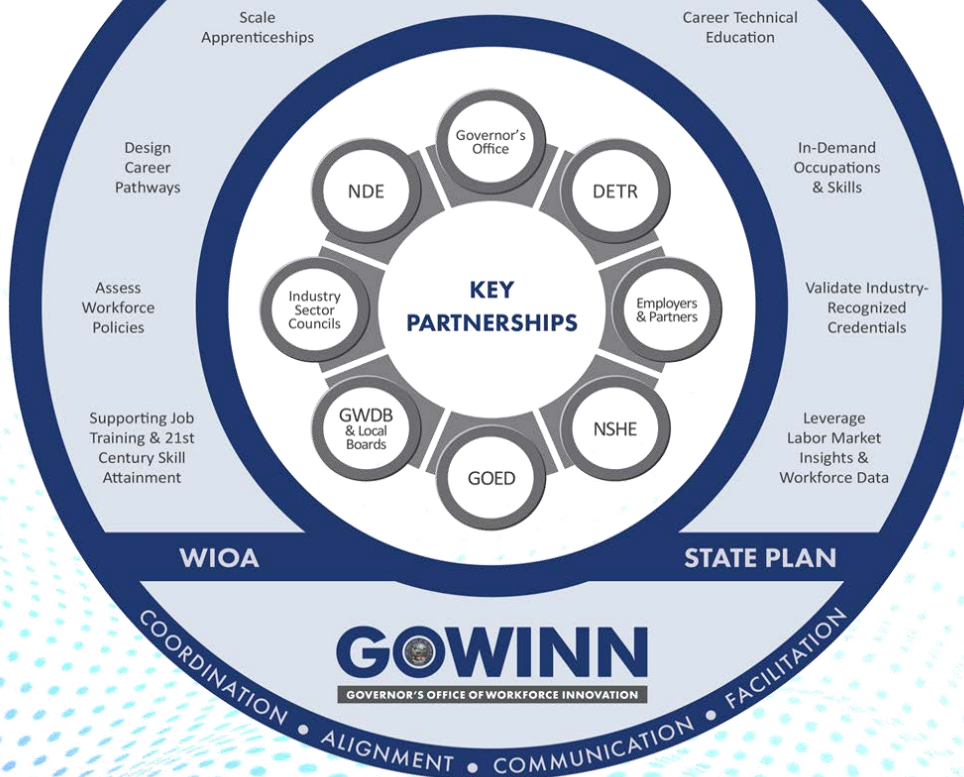 Scale
Apprenticeships
Career Technical
Education
Design
Career
Pathways
In-Demand
Occupations
& Skills
Assess
Workforce
Policies
Validate Industry-
Recognized
Credentials
Supporting Job
Training & 21st
Century Skill
Attainment
Leverage
Labor Market
Insights &
Workforce Data
Governor's
Office
NDE
DETR
Industry
Sector
Councils
KEY
PARTNERSHIPS
Employers
& Partners
GWDB
& Local
Boards
NSHE
GOED
WIOA
STATE PLAN
GOWINN
GOVERNOR'S OFFICE OF WORKFORCE INNOVATION
COORDINATION • ALIGNMENT • COMMUNICATION • FACILITATION